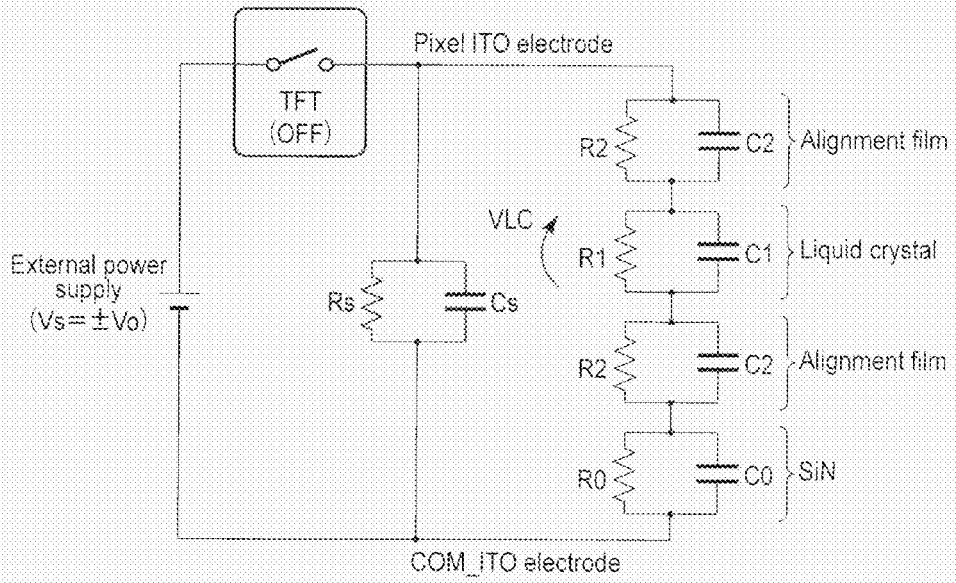 Pixel ITO electrode
TFT
(OFF)
R2
C2
Alignment film
VLC
R1
C1
Liquid crystal
External power
supply
(Vs=±Vo)
Rs
Cs
R2
C2
Alignment film
R0
C0
SiN
COM_ITO electrode